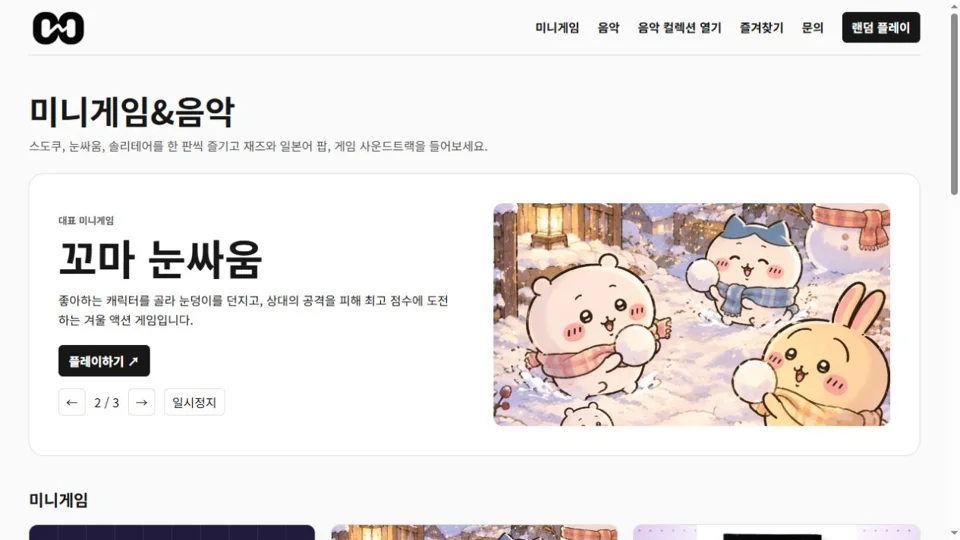 미니게임
음악
음악 컬렉션 열기
즐겨찾기
문의
랜덤 플레이
미니게임&음악
스도쿠, 눈싸움, 솔리테어를 한 판씩 즐기고 재즈와 일본어 팝, 게임 사운드트랙을 들어보세요.
대표 미니게임
꼬마 눈싸움
좋아하는 캐릭터를 골라 눈덩이를 던지고, 상대의 공격을 피해 최고 점수에 도전
하는 겨울 액션 게임입니다.
플레이하기 ↗
← 2 / 3 → 일시정지
미니게임